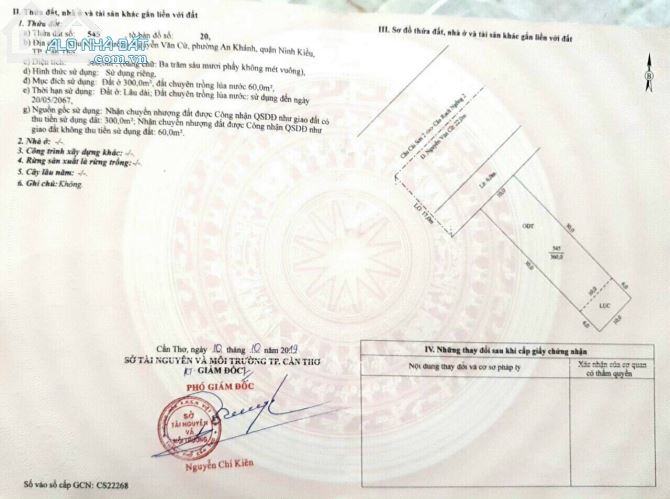 II. Thửa đất, nhà ở và tài sản khác gắn liền với đất
1. Thửa đất:
a) Thửa đất số: 545 tờ bản đồ số: 20,
b) Địa Nguyễn Văn Cừ, phường An Khánh, quận Ninh Kiều,
TP. Cần Thơ
ALO NHÀ ĐẤT
c) Diện tích: (bằng chữ: Ba trăm sáu mươi phẩy không mét vuông),
d) Hình thức sử dụng: Sử dụng riêng,
đ) Mục đích sử dụng: Đất ở 300,0m²; đất chuyên trồng lúa nước 60,0m²,
e) Thời hạn sử dụng: Đất ở: Lâu dài; Đất chuyên trồng lúa nước: sử dụng đến ngày
20/05/2067,
g) Nguồn gốc sử dụng: Nhận chuyển nhượng đất được Công nhận QSDĐ như giao đất có
thu tiền sử dụng đất: 300,0m²; Nhận chuyển nhượng đất được Công nhận QSDĐ như
giao đất không thu tiền sử dụng đất: 60,0m².
2. Nhà ở: -/-.
3. Công trình xây dựng khác: -/-.
4. Rừng sản xuất là rừng trồng: -/-.
5. Cây lâu năm: -/-.
6. Ghi chú: Không.
III. Sơ đồ thửa đất, nhà ở và tài sản khác gắn liền với đất
B
Cầu Cái Sơn 2 Cầu Rạch Ngỗng 2
Đ. Nguyễn Văn Cừ 22,0m
LG 17,0m
Lề 6,0m
10,0
ODT
30,0
30,0
545
360,0
10,0
6,0
6,0
LUC
10,0
Cần Thơ, ngày 10 tháng 10 năm 2019
SỞ TÀI NGUYÊN VÀ MÔI TRƯỜNG TP. CẦN THƠ
KT GIÁM ĐỐC
PHÓ GIÁM ĐỐC
SỞ
TÀI NGUYÊN
VÀ
MÔI TRƯỜNG
Nguyễn Chí Kiên
Số vào sổ cấp GCN: CS22268
IV. Những thay đổi sau khi cấp giấy chứng nhận
Nội dung thay đổi và cơ sở pháp lý
Xác nhận của cơ quan
có thẩm quyền